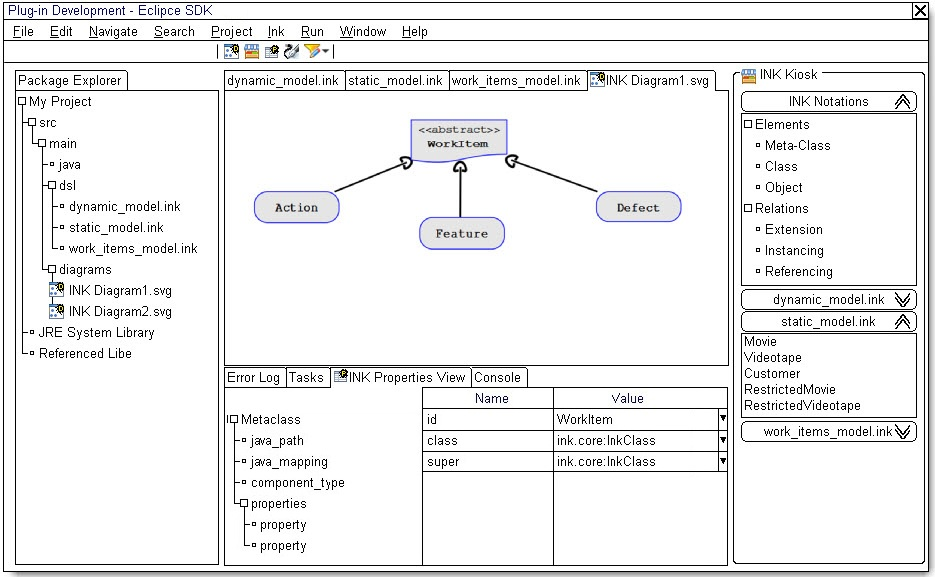 Plug-in Development - Eclipce SDK
File Edit Navigate Search Project Ink Run Window Help
Package Explorer
My Project
src
main
java
dsl
dynamic_model.ink
static_model.ink
work_items_model.ink
diagrams
INK Diagram1.svg
INK Diagram2.svg
JRE System Library
Referenced Libe
dynamic_model.ink static_model.ink work_items_model.ink INK Diagram1.svg
<<abstract>>
WorkItem
Action
Feature
Defect
Error Log Tasks INK Properties View Console
Metaclass
java_path
java_mapping
component_type
properties
property
property
Name Value
id WorkItem
class ink.core:InkClass
super ink.core:InkClass
INK Kiosk
INK Notations
Elements
Meta-Class
Class
Object
Relations
Extension
Instancing
Referencing
dynamic_model.ink
static_model.ink
Movie
Videotape
Customer
RestrictedMovie
RestrictedVideotape
work_items_model.ink